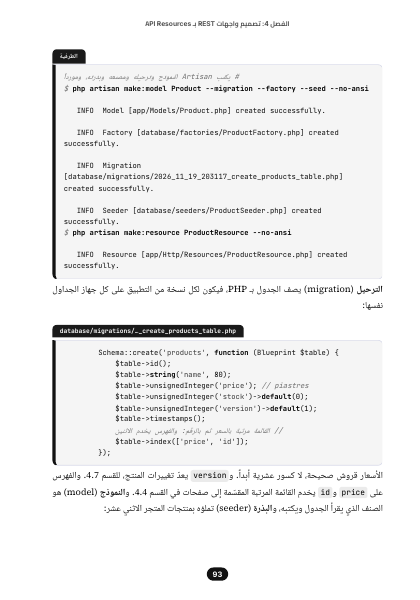 الفصل 4: تصميم واجهات REST بـ API Resources
الطرفية
# يكتب Artisan النموذج وترحيله ومصنعه وبذرته، ومورداً
$ php artisan make:model Product --migration --factory --seed --no-ansi
INFO  Model [app/Models/Product.php] created successfully.
INFO  Factory [database/factories/ProductFactory.php] created
successfully.
INFO  Migration
[database/migrations/2026_11_19_203117_create_products_table.php]
created successfully.
INFO  Seeder [database/seeders/ProductSeeder.php] created
successfully.
$ php artisan make:resource ProductResource --no-ansi
INFO  Resource [app/Http/Resources/ProductResource.php] created
successfully.
الترحيل (migration) يصف الجدول بـ PHP، فيكون لكل نسخة من التطبيق على كل جهاز الجداول
نفسها:
database/migrations/…_create_products_table.php
Schema::create('products', function (Blueprint $table) {
$table->id();
$table->string('name', 80);
$table->unsignedInteger('price'); // piastres
$table->unsignedInteger('stock')->default(0);
$table->unsignedInteger('version')->default(1);
$table->timestamps();
// القائمة مرتبة بالسعر ثم بالرقم: والفهرس يخدم الاثنين
$table->index(['price', 'id']);
});
الأسعار قروش صحيحة، لا كسور عشرية أبداً. و version يعدّ تغييرات المنتج، للقسم 4.7. والفهرس
على price و id يخدم القائمة المرتبة المقسّمة إلى صفحات في القسم 4.4. والنموذج (model) هو
الصنف الذي يقرأ الجدول ويكتبه، والبذرة (seeder) تملؤه بمنتجات المتجر الاثني عشر:
93